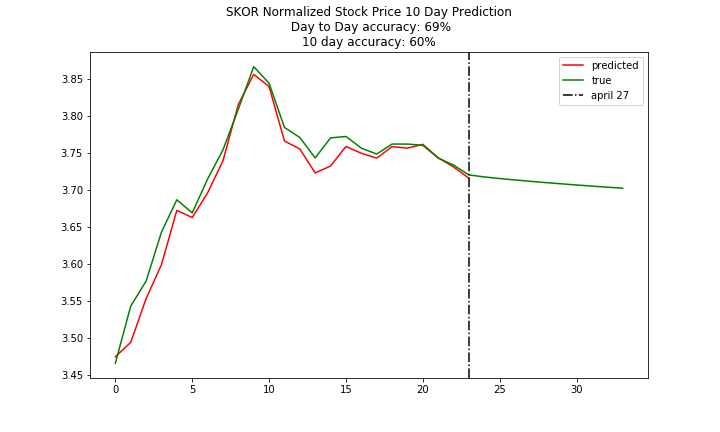 SKOR Normalized Stock Price 10 Day Prediction
Day to Day accuracy: 69%
10 day accuracy: 60%
predicted
true
april 27
3.85
3.80
3.75
3.70
3.65
3.60
3.55
3.50
3.45
0 5 10 15 20 25 30